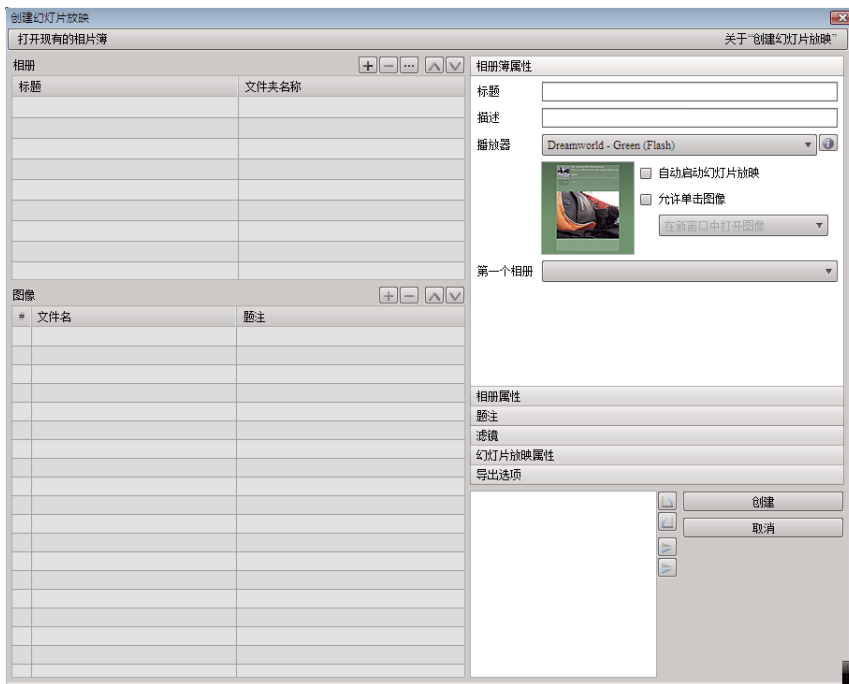 创建幻灯片放映
打开现有的相片簿
关于“创建幻灯片放映”
相册
标题
文件夹名称
图像
# 文件名 题注
相册簿属性
标题
描述
播放器 Dreamworld - Green (Flash)
自动启动幻灯片放映
允许单击图像
在新窗口中打开图像
第一个相册
相册属性
题注
滤镜
幻灯片放映属性
导出选项
创建
取消